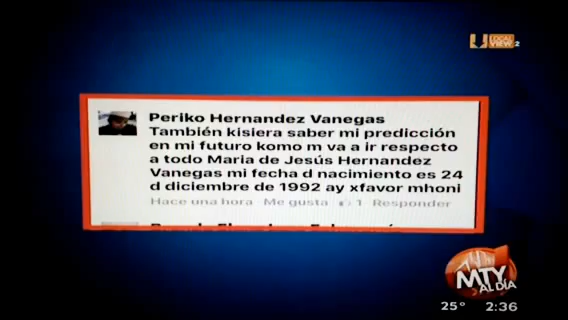 LOCAL
VIEW 2
Periko Hernandez Vanegas
También kisiera saber mi predicción
en mi futuro komo m va a ir respecto
a todo Maria de Jesús Hernandez
Vanegas mi fecha d nacimiento es 24
d diciembre de 1992 ay xfavor mhoni
Hace una hora Me gusta 1 Responder
MTY
AL DÍA
25° 2:36